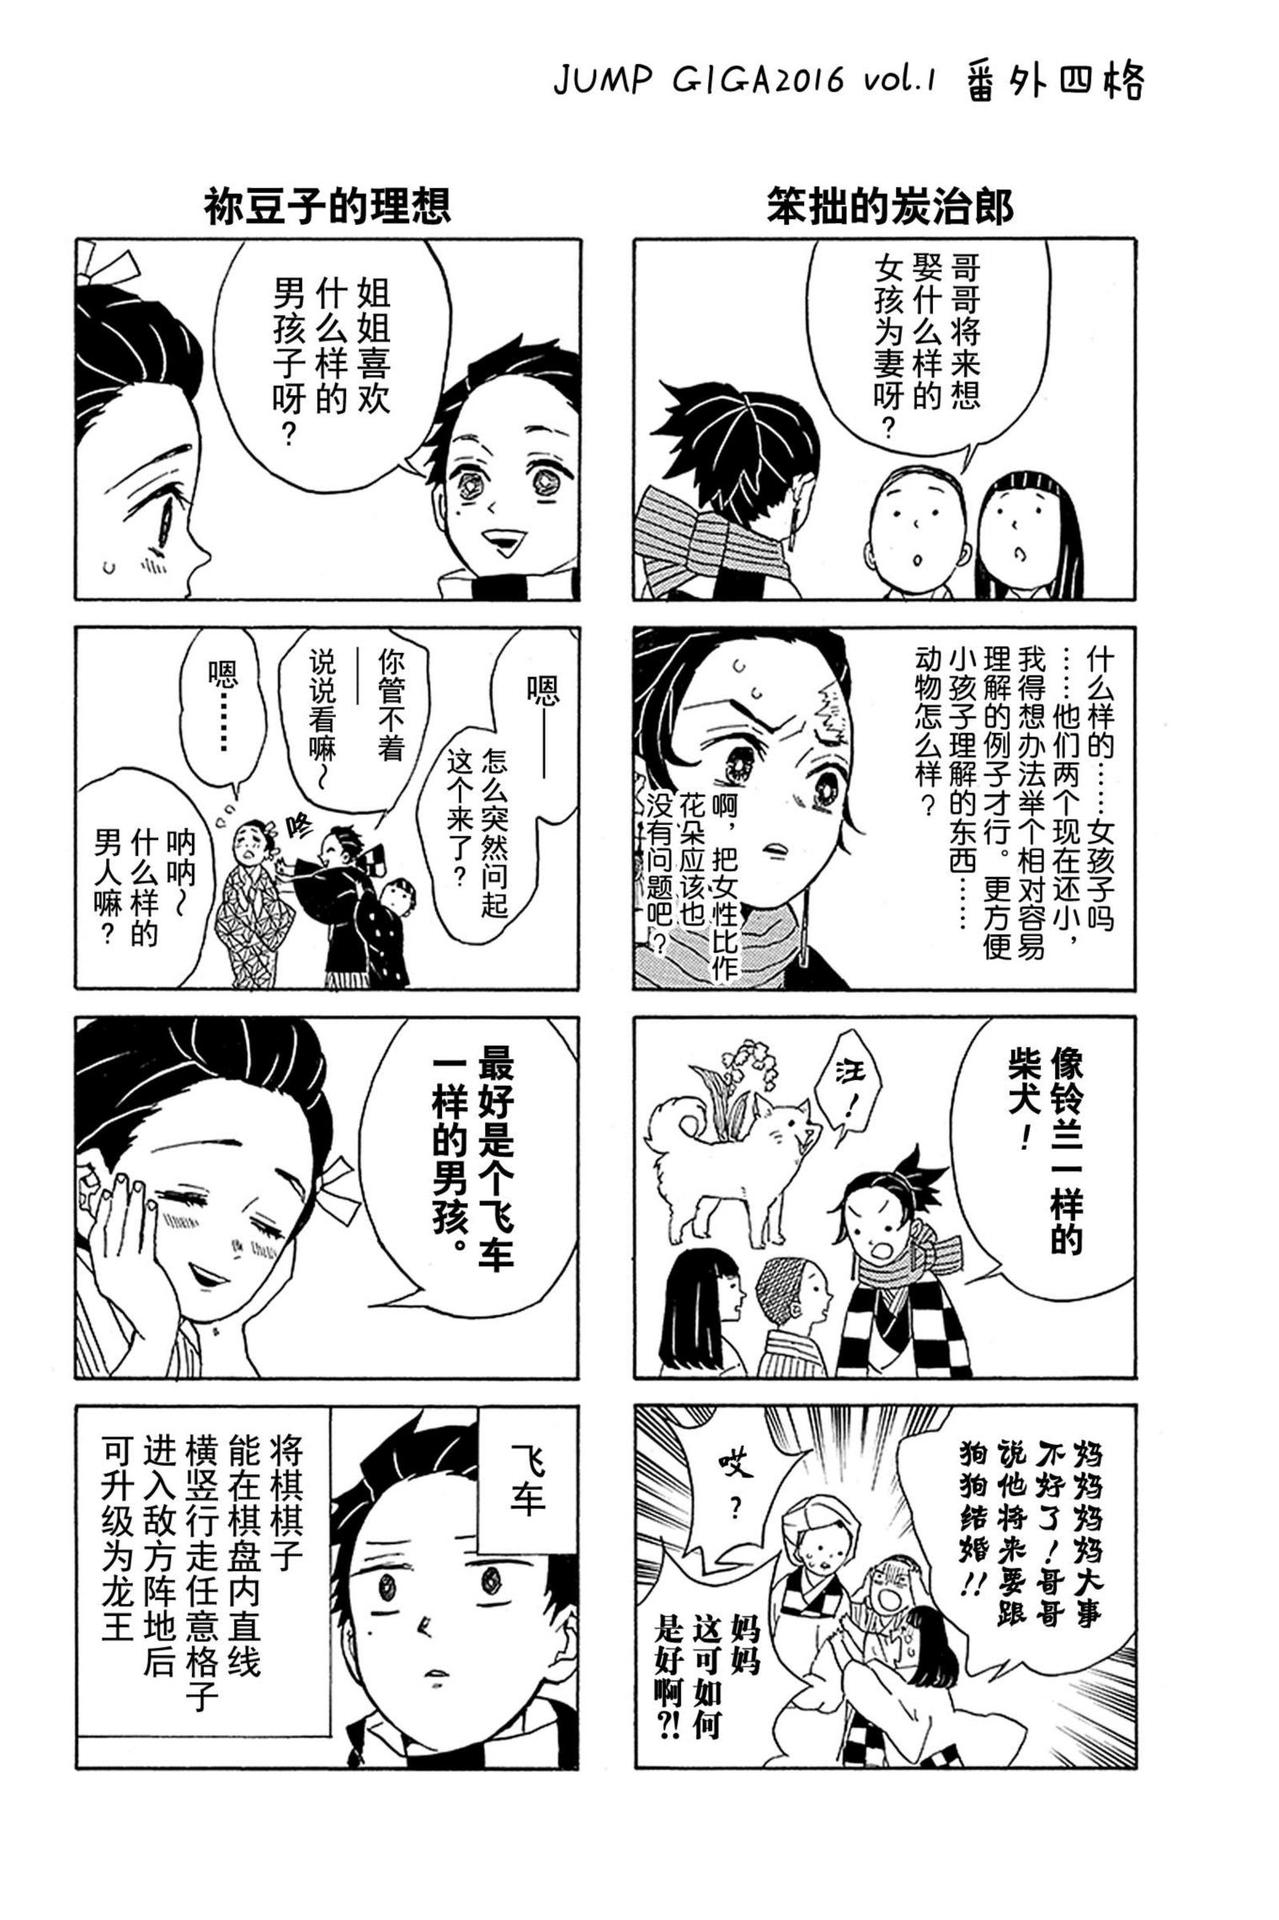 JUMP GIGA2016 vol.1 番外四格
笨拙的炭治郎
哥哥将来想
娶什么样的
女孩为妻呀?
什么样的……女孩子吗
……他们两个现在还小,
我得想办法举个相对容易
理解的例子才行。更方便
小孩子理解的东西……
动物怎么样?
啊,把女性比作
花朵应该也
没有问题吧?
像铃兰一样的
柴犬!
汪!
妈妈妈妈大事
不好了!哥哥
说他将来要跟
狗狗结婚!!
哎?
妈妈
这可如何
是好啊?!
祢豆子的理想
姐姐喜欢
什么样的
男孩子呀?
嗯——
怎么突然问起
这个来了?
你管不着
——
说说看嘛~
嗯……
咚
呐呐~
什么样的
男人嘛?
最好是个飞车
一样的男孩。
飞车
将棋棋子
能在棋盘内直线
横竖行走任意格子
进入敌方阵地后
可升级为龙王